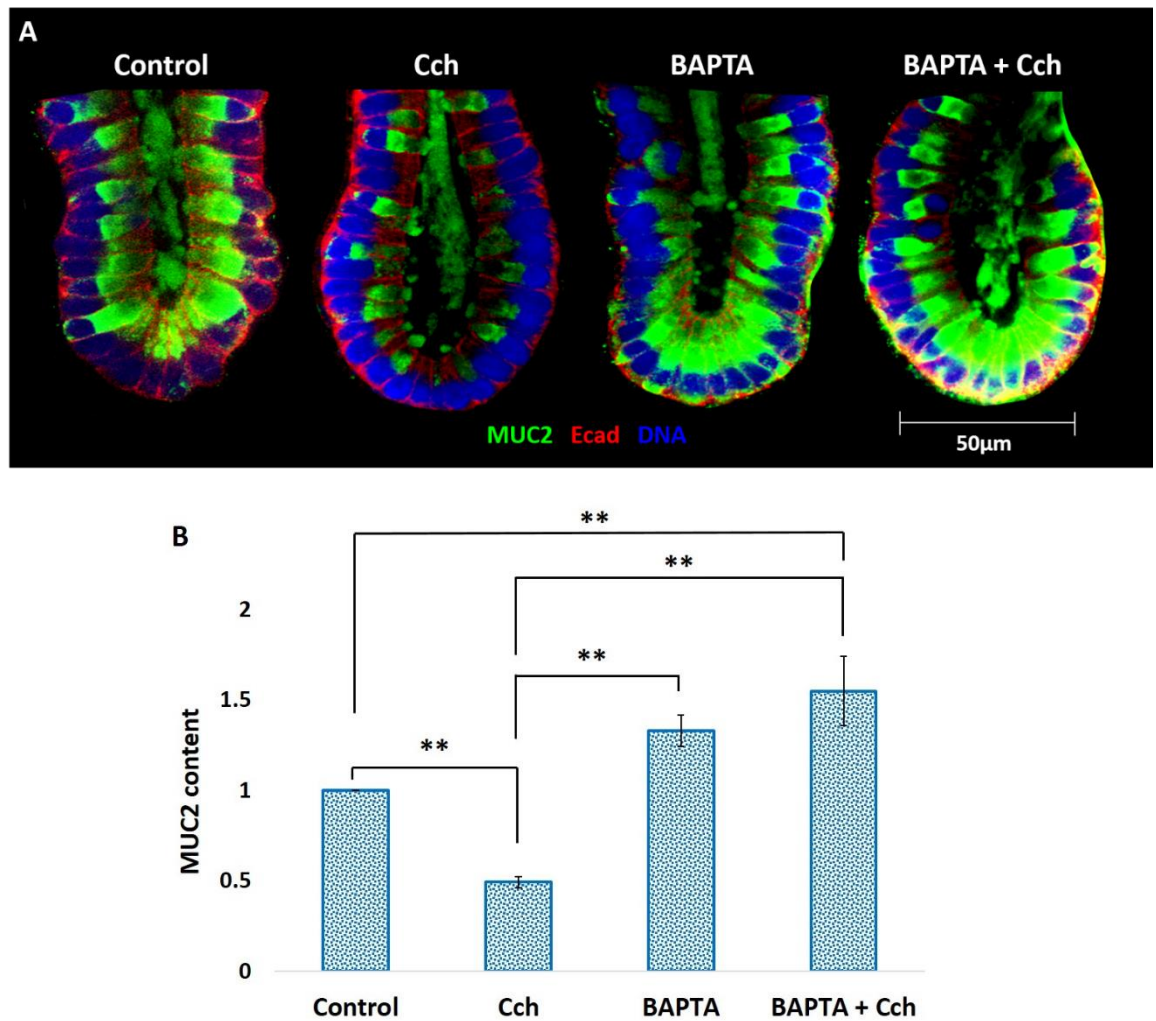 A
Control Cch BAPTA BAPTA + Cch
MUC2 Ecad DNA
50µm
B
**
**
**
**
2
1.5
1
0.5
0
MUC2 content
Control Cch BAPTA BAPTA + Cch